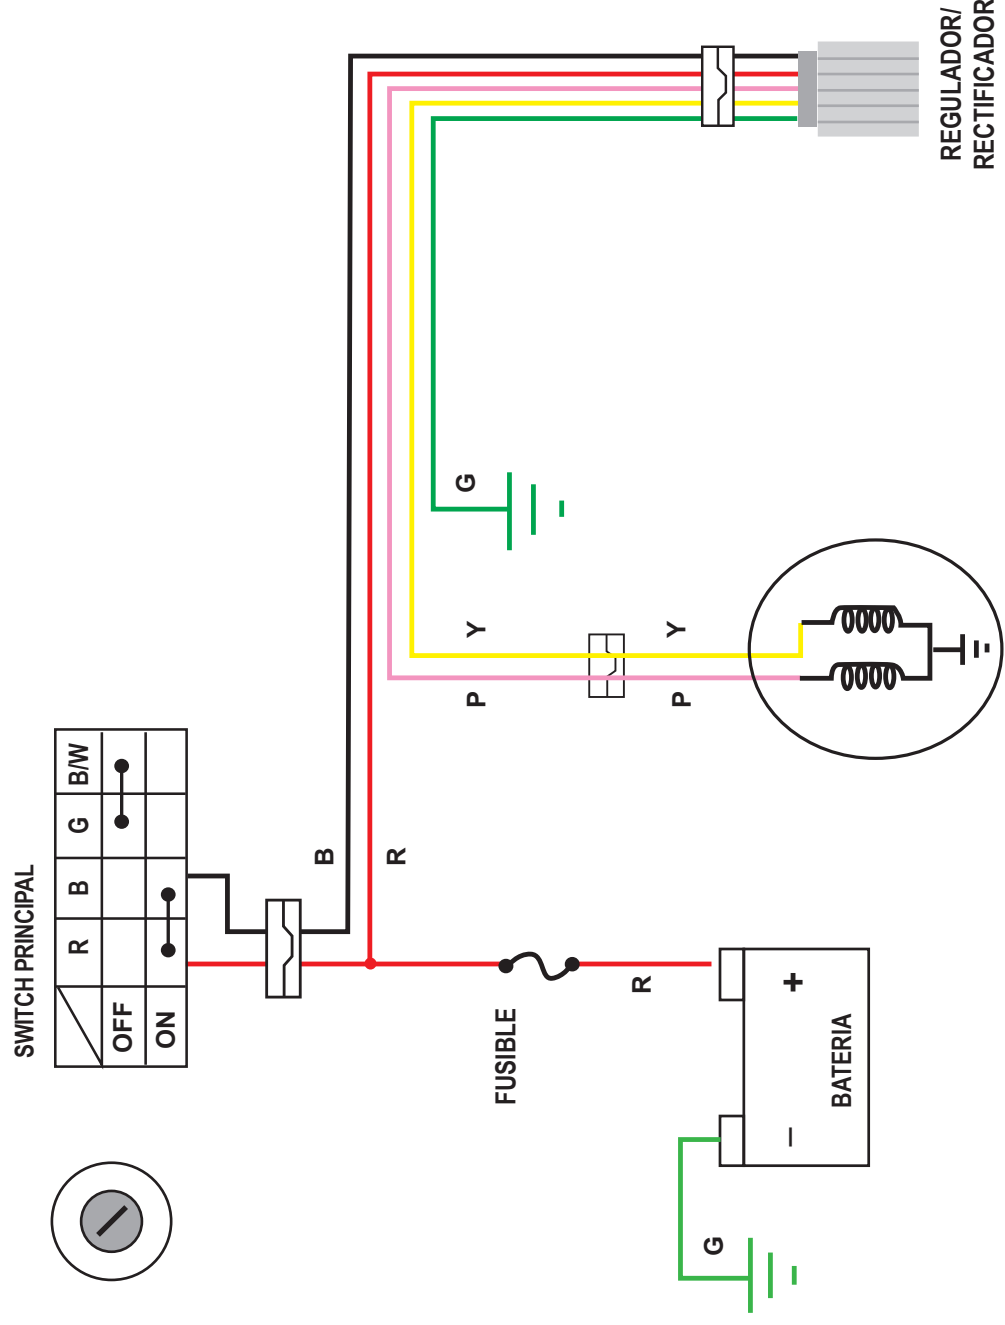 SWITCH PRINCIPAL
R B G B/W
OFF
ON
B
R
FUSIBLE
R
G
BATERIA
− +
P Y
P Y
G
REGULADOR/
RECTIFICADOR